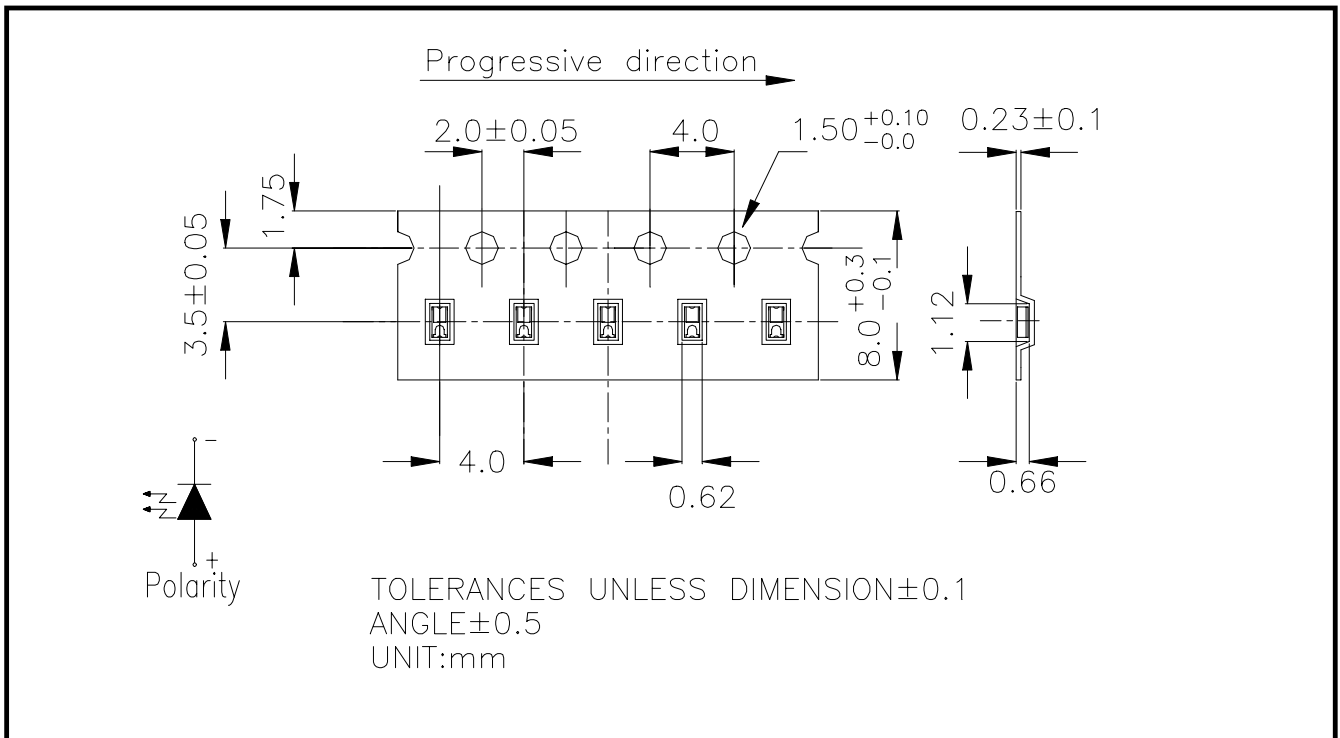 Progressive direction
2.0±0.05
4.0
1.50 +0.10 -0.0
0.23±0.1
1.75
3.5±0.05
8.0 +0.3 -0.1
1.12
4.0
0.62
0.66
-
+
Polarity
TOLERANCES UNLESS DIMENSION±0.1
ANGLE±0.5
UNIT:mm